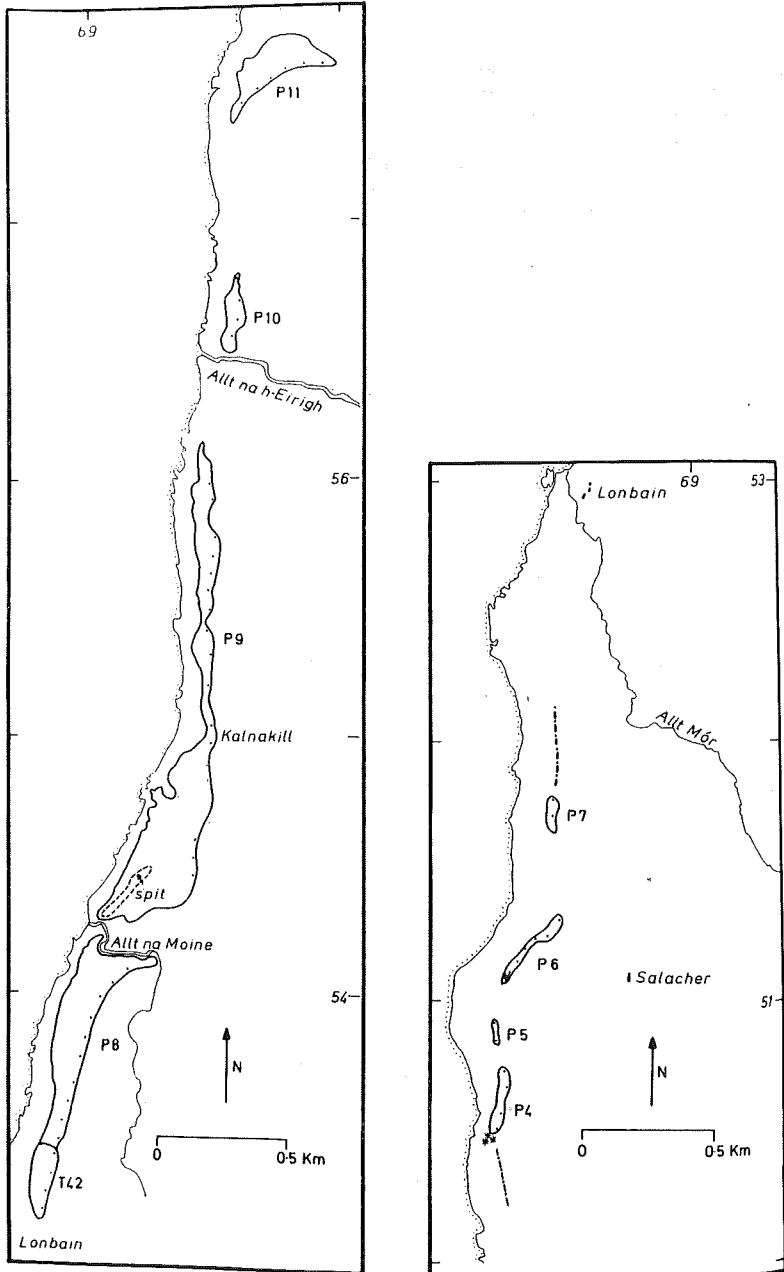 69
P11
P10
Allt na h-Eirigh
56
P9
Kalnakill
spit
Allt na Moine
54
P8
N
0 0·5 Km
T42
Lonbain
69 53
Lonbain
Allt Mór
P7
P6
Salacher
51
P5
N
P4
0 0·5 Km